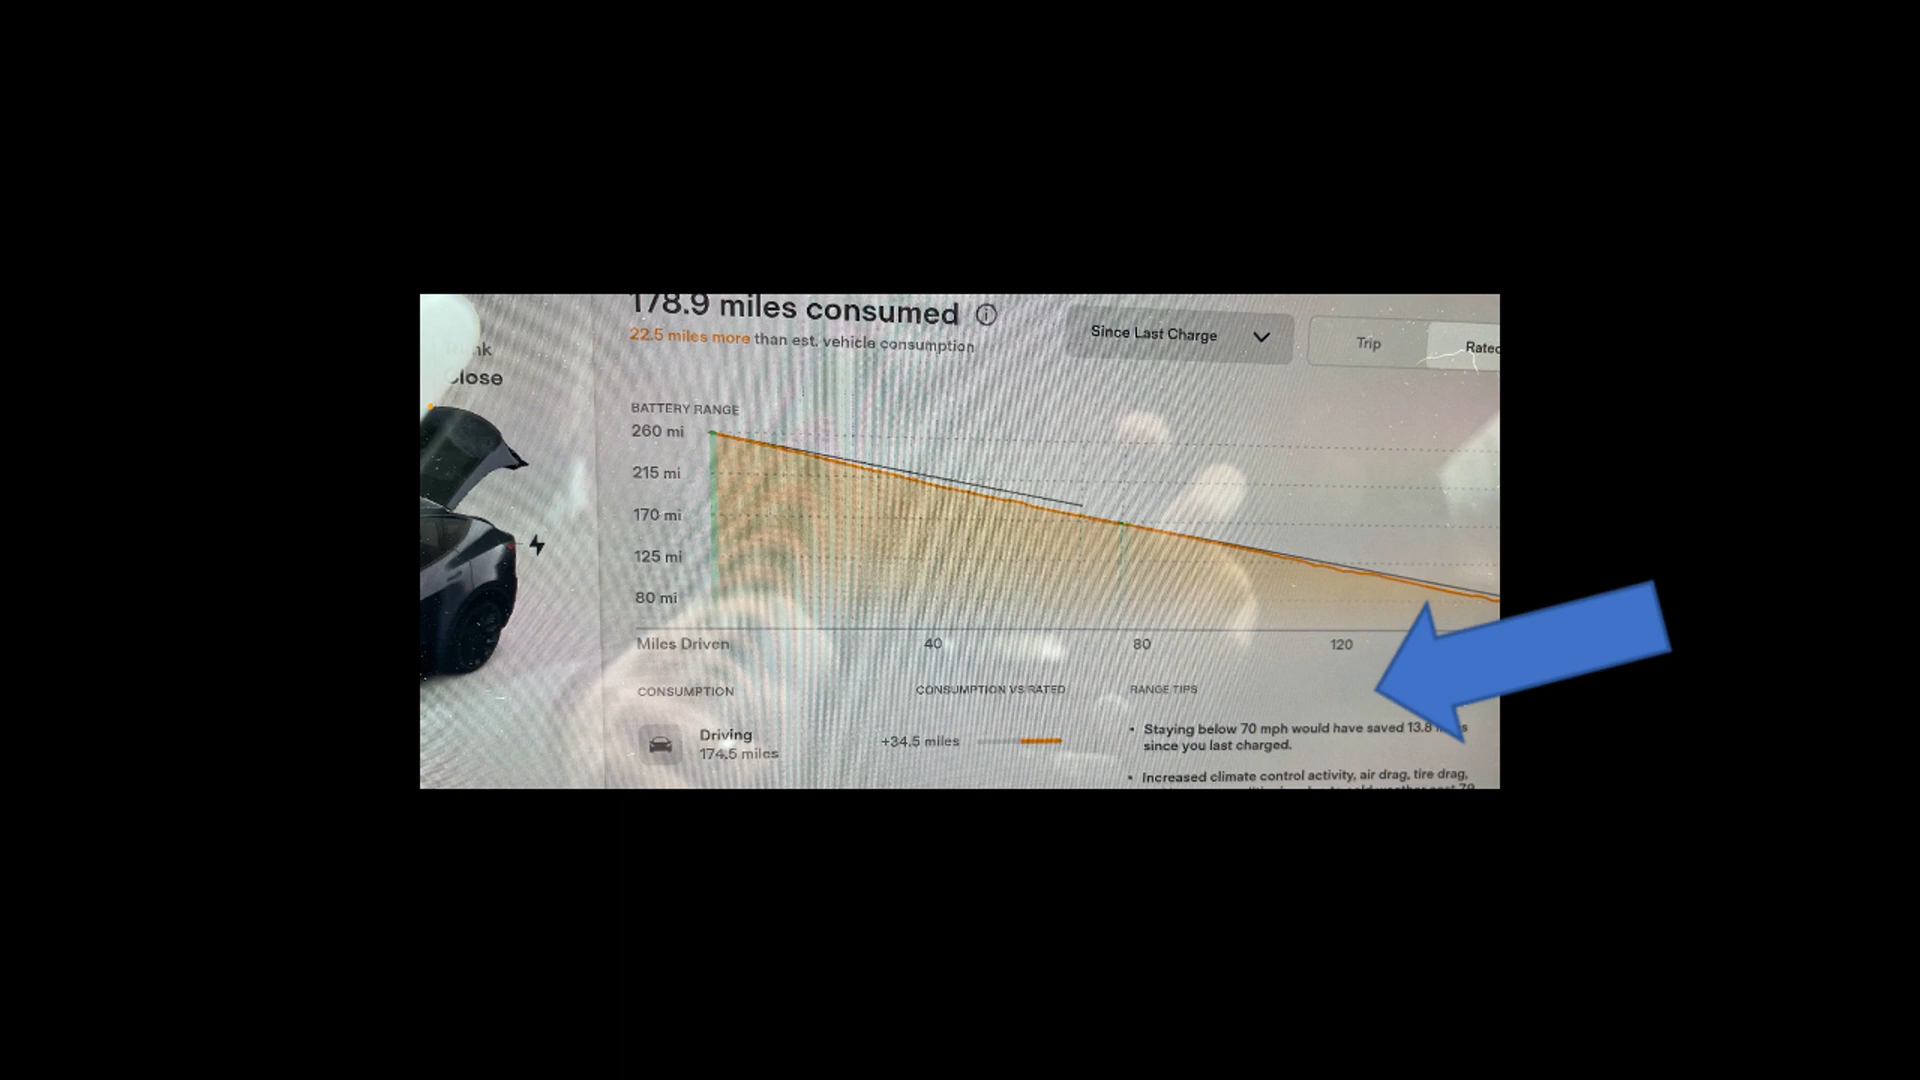 178.9 miles consumed
22.5 miles more than est. vehicle consumption
Since Last Charge
Trip
Rated
Close
BATTERY RANGE
260 mi
215 mi
170 mi
125 mi
80 mi
Miles Driven 40 80 120
CONSUMPTION
CONSUMPTION VS RATED
RANGE TIPS
Driving
174.5 miles
+34.5 miles
• Staying below 70 mph would have saved 13.8
since you last charged.
• Increased climate control activity, air drag, tire drag,